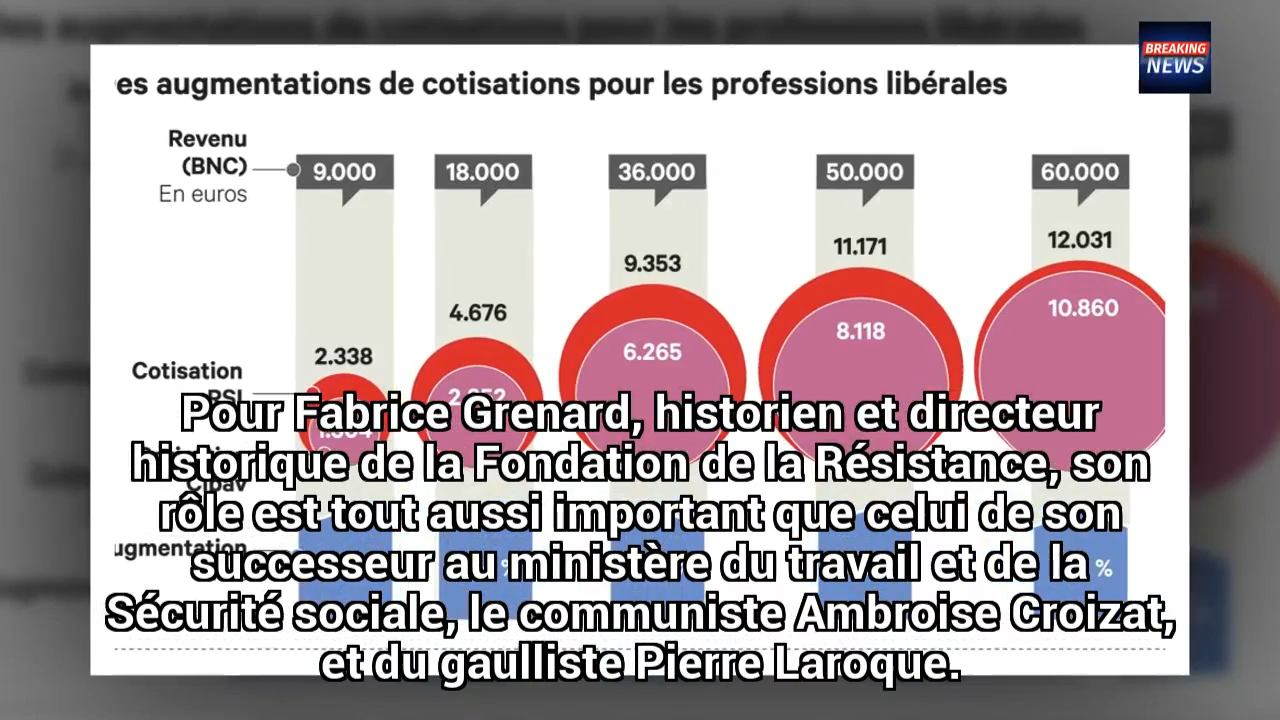 BREAKING
NEWS
es augmentations de cotisations pour les professions libérales
Revenu
(BNC)
En euros
9.000
18.000
36.000
50.000
60.000
2.338
4.676
9.353
11.171
12.031
6.265
8.118
10.860
Cotisation
Pour Fabrice Grenard, historien et directeur
historique de la Fondation de la Résistance, son
rôle est tout aussi important que celui de son
successeur au ministère du travail et de la
Sécurité sociale, le communiste Ambroise Croizat,
et du gaulliste Pierre Laroque.
Cipav
ugmentation
%